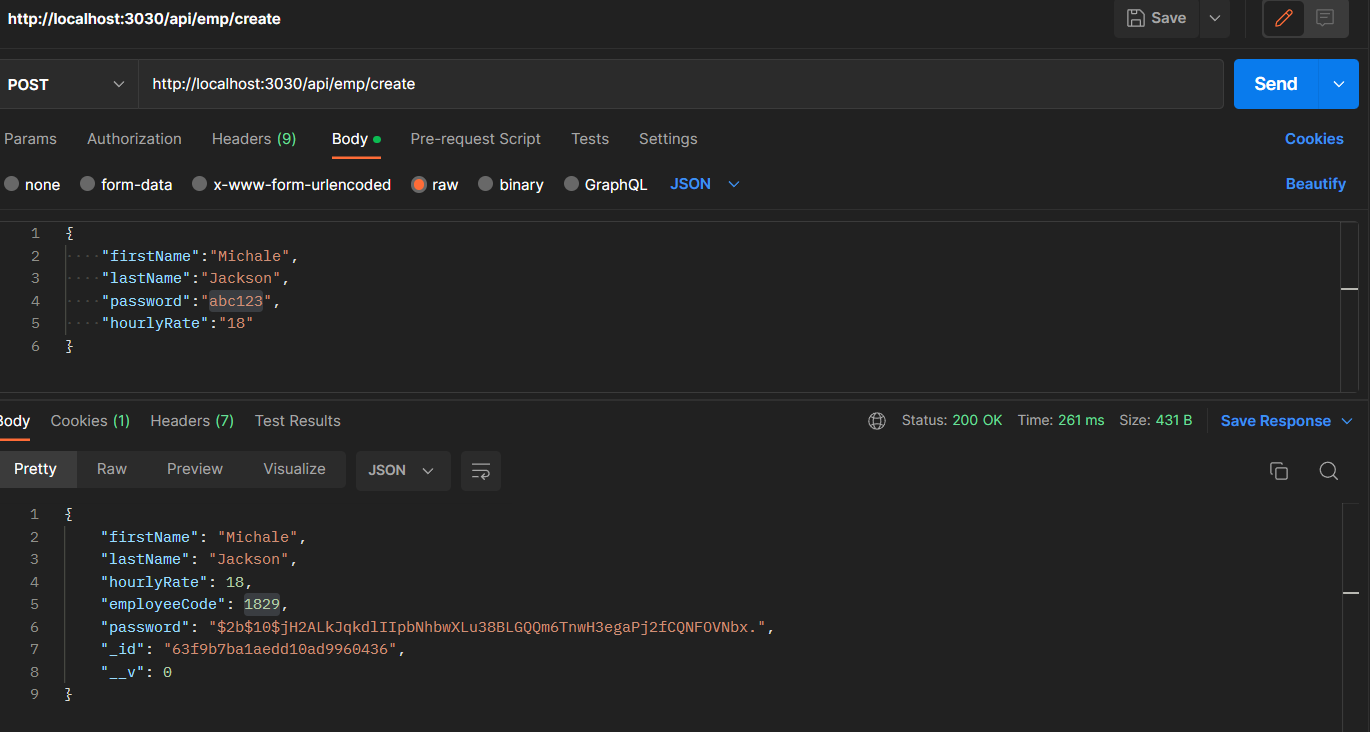 http://localhost:3030/api/emp/create
Save
POST
http://localhost:3030/api/emp/create
Send
Params Authorization Headers (9) Body Pre-request Script Tests Settings Cookies
none form-data x-www-form-urlencoded raw binary GraphQL JSON Beautify
1 {
2 "firstName":"Michale",
3 "lastName":"Jackson",
4 "password":"abc123",
5 "hourlyRate":"18"
6 }
Body Cookies (1) Headers (7) Test Results Status: 200 OK Time: 261 ms Size: 431 B Save Response
Pretty Raw Preview Visualize JSON
1 {
2 "firstName": "Michale",
3 "lastName": "Jackson",
4 "hourlyRate": 18,
5 "employeeCode": 1829,
6 "password": "$2b$10$jH2ALkJqkdlIIpbNhbwXLu38BLGQQm6TnwH3egaPj2fCQNFOVNbx.",
7 "_id": "63f9b7ba1aedd10ad9960436",
8 "__v": 0
9 }